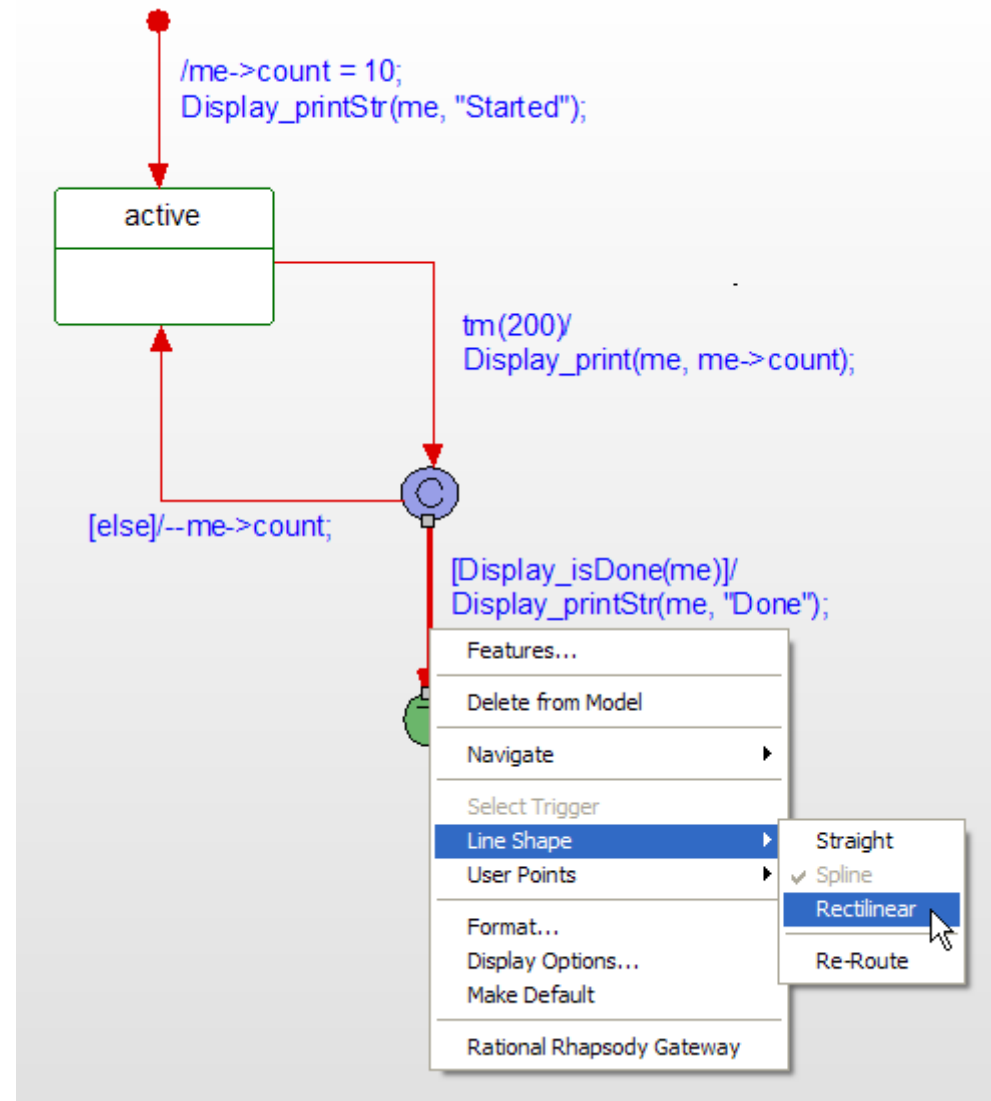 /me->count = 10;
Display_printStr(me, "Started");
active
tm(200)/
Display_print(me, me->count);
C
[else]/--me->count;
[Display_isDone(me)]/
Display_printStr(me, "Done");
Features...
Delete from Model
Navigate
Select Trigger
Line Shape
User Points
Format...
Display Options...
Make Default
Rational Rhapsody Gateway
Straight
Spline
Rectilinear
Re-Route